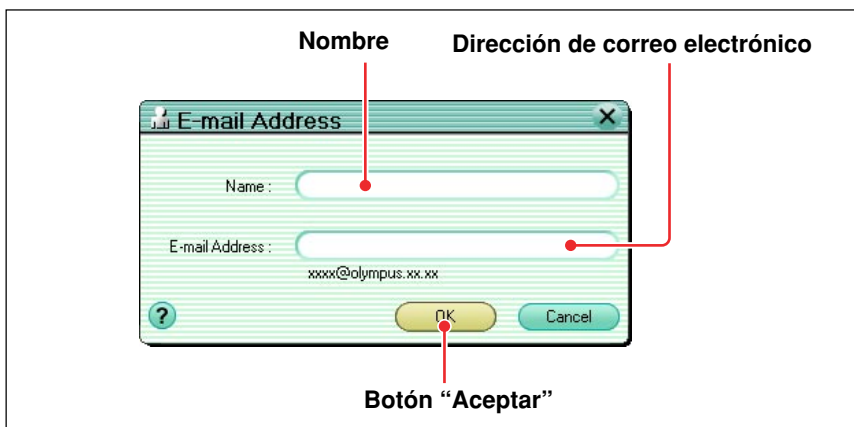 Nombre
Dirección de correo electrónico
E-mail Address
Name :
E-mail Address :
xxxx@olympus.xx.xx
?
OK
Cancel
Botón “Aceptar”